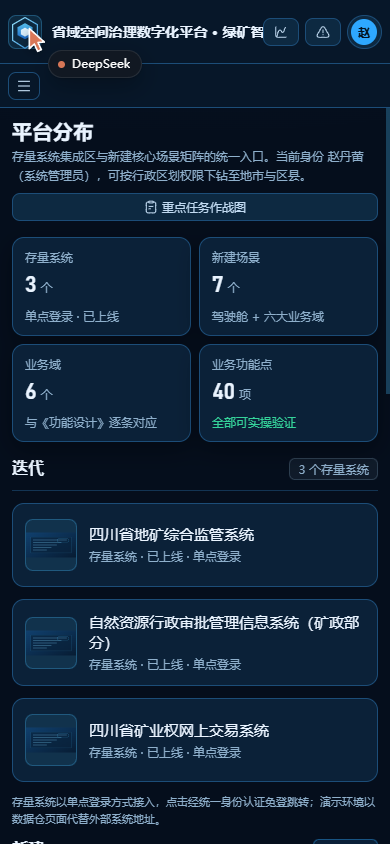 省域空间治理数字化平台 • 绿矿智
赵
DeepSeek
平台分布
存量系统集成区与新建核心场景矩阵的统一入口。当前身份 赵丹苗
（系统管理员），可按行政区划权限下钻至地市与区县。
重点任务作战图
存量系统
3 个
单点登录 · 已上线
新建场景
7 个
驾驶舱 + 六大业务域
业务域
6 个
与《功能设计》逐条对应
业务功能点
40 项
全部可实操验证
迭代
3 个存量系统
四川省地矿综合监管系统
存量系统 · 已上线 · 单点登录
自然资源行政审批管理信息系统（矿政部
分）
存量系统 · 已上线 · 单点登录
四川省矿业权网上交易系统
存量系统 · 已上线 · 单点登录
存量系统以单点登录方式接入，点击经统一身份认证免登跳转；演示环境以
数据仓页面代替外部系统地址。